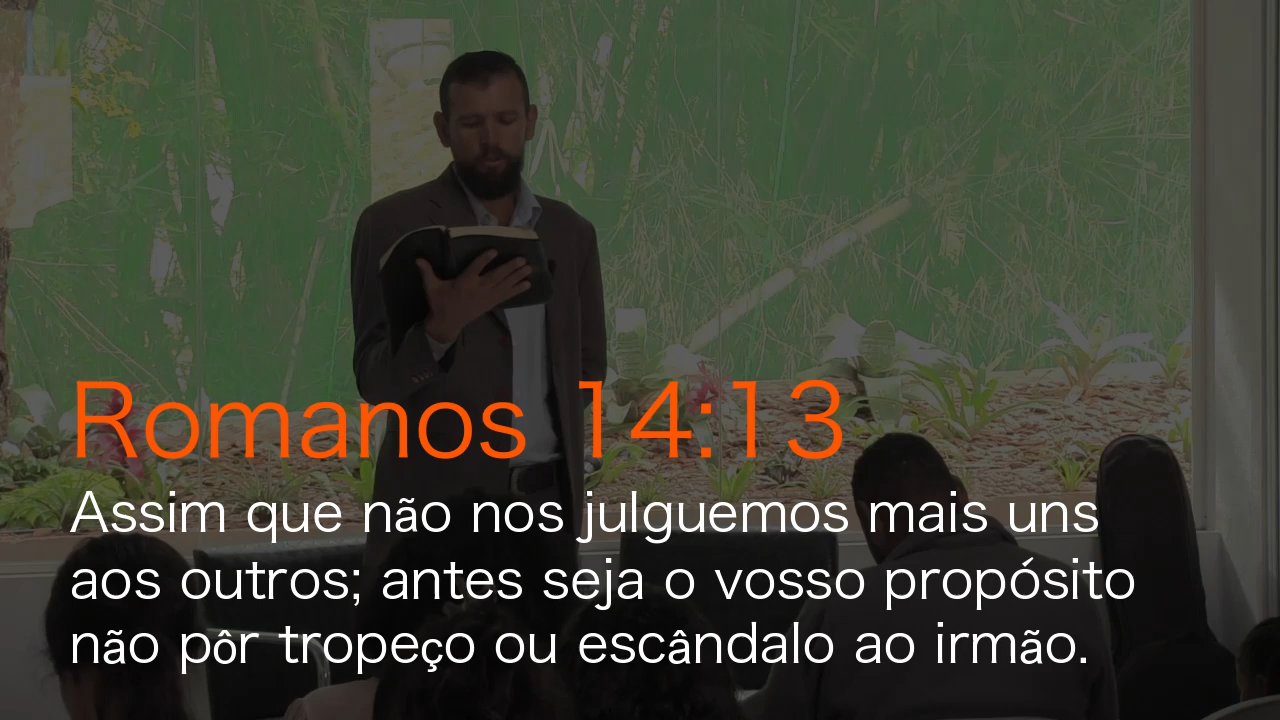 Romanos 14:13
Assim que não nos julguemos mais uns
aos outros; antes seja o vosso propósito
não pôr tropeço ou escândalo ao irmão.